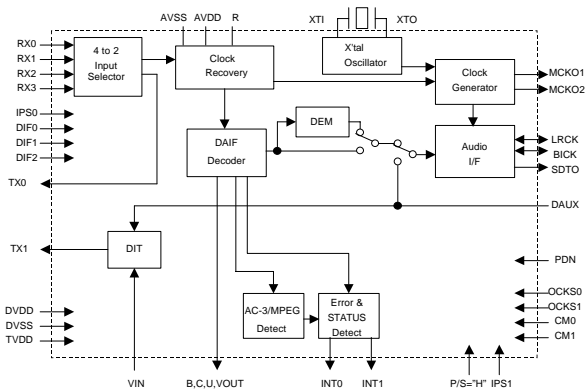 AVSS AVDD R
XTI XTO
RX0
RX1
RX2
RX3
4 to 2
Input
Selector
Clock
Recovery
X'tal
Oscillator
Clock
Generator
MCKO1
MCKO2
IPS0
DIF0
DIF1
DIF2
DAIF
Decoder
DEM
Audio
I/F
LRCK
BICK
SDTO
TX0
DAUX
TX1
DIT
PDN
AC-3/MPEG
Detect
Error &
STATUS
Detect
OCKS0
OCKS1
CM0
CM1
DVDD
DVSS
TVDD
VIN
B,C,U,VOUT
INT0
INT1
P/S="H"
IPS1